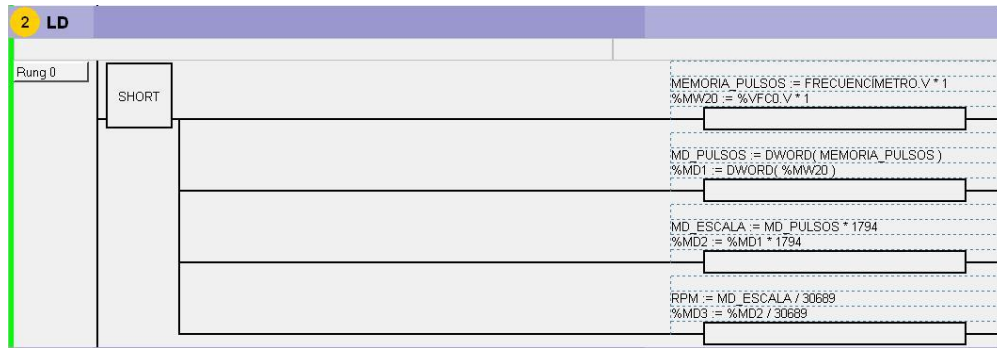 2 LD
Rung 0
SHORT
MEMORIA_PULSOS := FRECUENCÍMETRO.V * 1
%MW20 := %VFC0.V * 1
MD_PULSOS := DWORD( MEMORIA_PULSOS )
%MD1 := DWORD( %MW20 )
MD_ESCALA := MD_PULSOS * 1794
%MD2 := %MD1 * 1794
RPM := MD_ESCALA / 30689
%MD3 := %MD2 / 30689